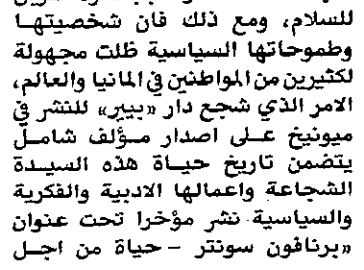 للسلام، ومع ذلك فان شخصيتها
وطموحاتها السياسية ظلت مجهولة
لكثيرين من المواطنين في المانيا والعالم،
الامر الذي شجع دار «بيبر» للنشر في
ميونيخ على اصدار مؤلف شامل
يتضمن تاريخ حياة هذه السيدة
الشجاعة واعمالها الادبية والفكرية
والسياسية نشر مؤخرا تحت عنوان
«برنافون سونتر – حياة من اجل